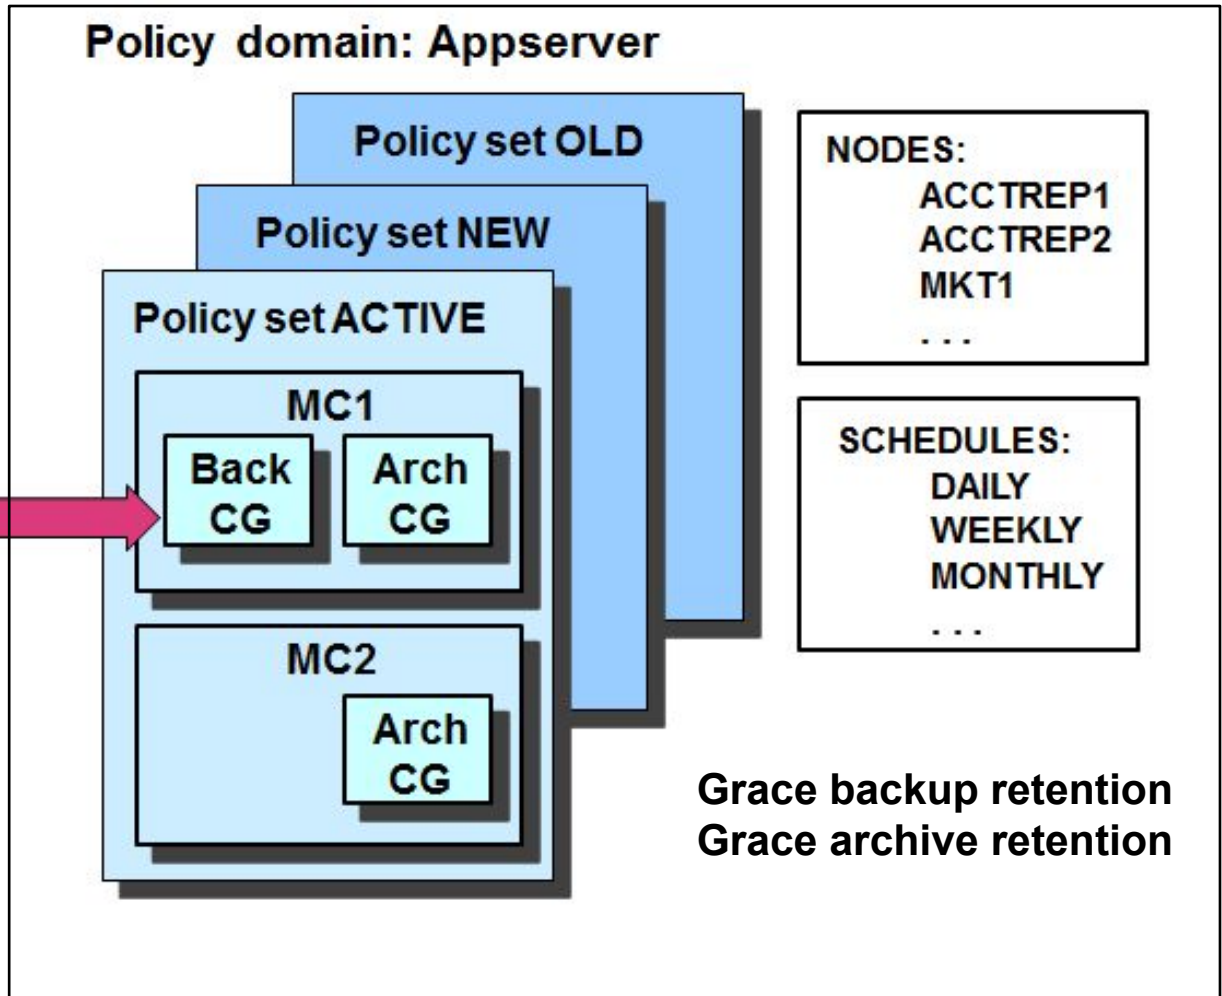 Policy domain: Appserver
Policy set OLD
Policy set NEW
Policy set ACTIVE
MC1
Back
CG
Arch
CG
MC2
Arch
CG
NODES:
ACCTREP1
ACCTREP2
MKT1
. . .
SCHEDULES:
DAILY
WEEKLY
MONTHLY
. . .
Grace backup retention
Grace archive retention